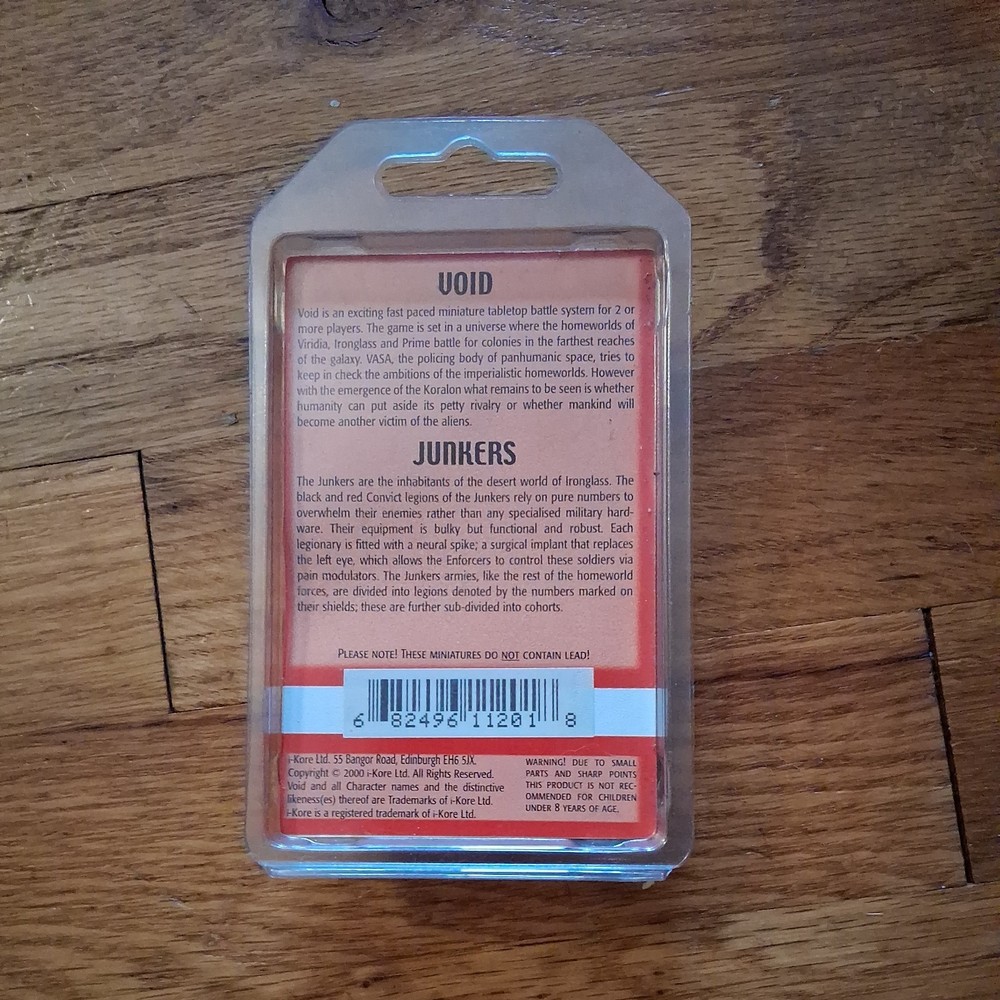 VOID
Void is an exciting fast paced miniature tabletop battle system for 2 or
more players. The game is set in a universe where the homeworlds of
Viridia, Ironglass and Prime battle for colonies in the farthest reaches
of the galaxy. VASA, the policing body of panhumanic space, tries to
keep in check the ambitions of the imperialistic homeworlds. However
with the emergence of the Koralon what remains to be seen is whether
humanity can put aside its petty rivalry or whether mankind will
become another victim of the aliens.
JUNKERS
The Junkers are the inhabitants of the desert world of Ironglass. The
black and red Convict legions of the Junkers rely on pure numbers to
overwhelm their enemies rather than any specialised military hard-
ware. Their equipment is bulky but functional and robust. Each
legionary is fitted with a neural spike; a surgical implant that replaces
the left eye, which allows the Enforcers to control these soldiers via
pain modulators. The Junkers armies, like the rest of the homeworld
forces, are divided into legions denoted by the numbers marked on
their shields; these are further sub-divided into cohorts.
PLEASE NOTE! THESE MINIATURES DO NOT CONTAIN LEAD!
6 82496 11201 8
i-Kore Ltd. 55 Bangor Road, Edinburgh EH6 5JX.
Copyright © 2000 i-Kore Ltd. All Rights Reserved.
Void and all Character names and the distinctive
likeness(es) thereof are Trademarks of i-Kore Ltd.
i-Kore is a registered trademark of i-Kore Ltd.
WARNING! DUE TO SMALL
PARTS AND SHARP POINTS
THIS PRODUCT IS NOT REC-
OMMENDED FOR CHILDREN
UNDER 8 YEARS OF AGE.